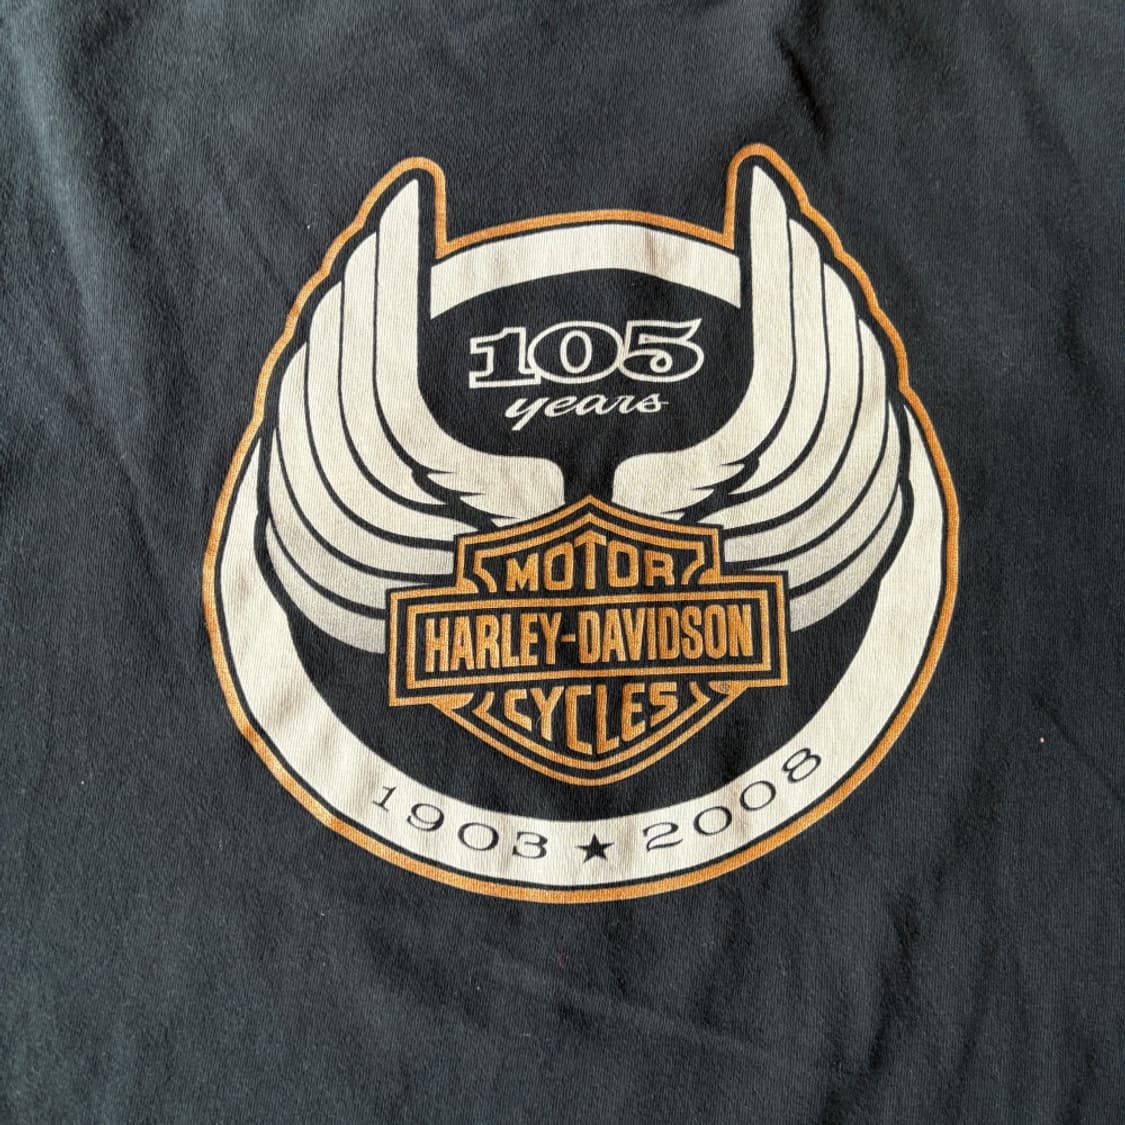 105
years
MOTOR
HARLEY-DAVIDSON
CYCLES
1903 ★ 2008